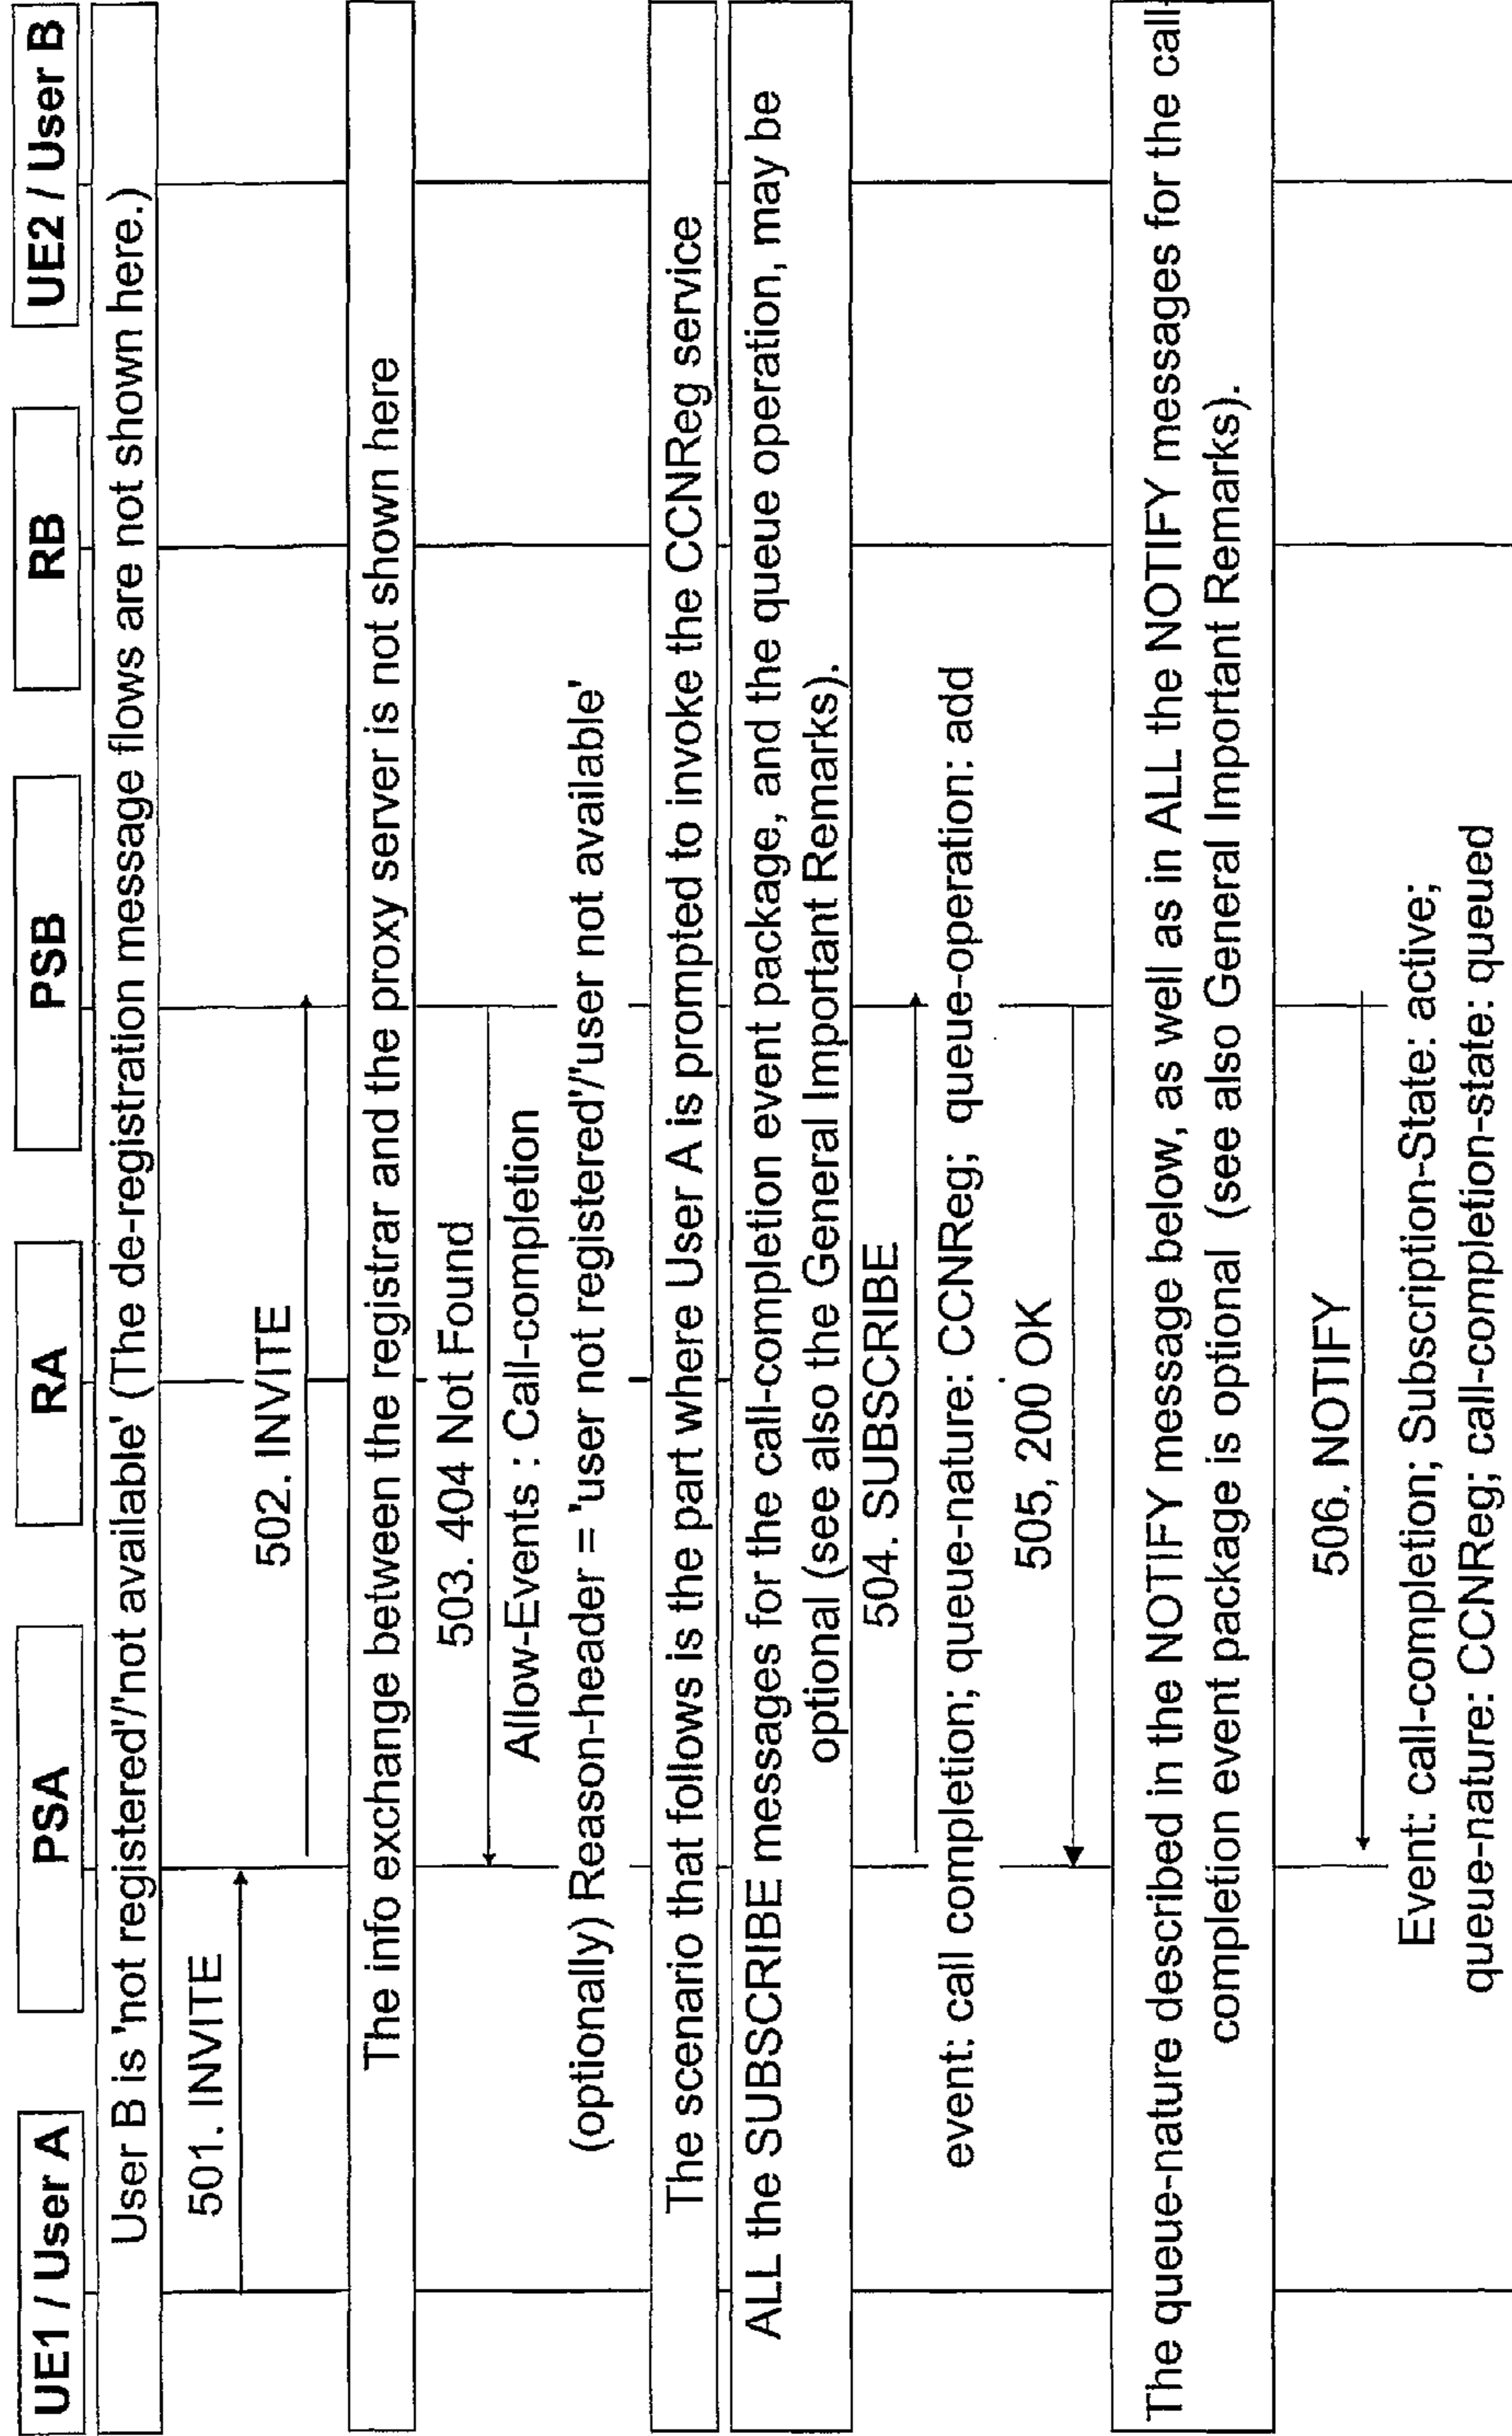 UE1 / User A
PSA
RA
PSB
RB
UE2 / User B
User B is 'not registered'/'not available' (The de-registration message flows are not shown here.)
501. INVITE
502. INVITE
The info exchange between the registrar and the proxy server is not shown here
503. 404 Not Found
Allow-Events : Call-completion
(optionally) Reason-header = 'user not registered'/'user not available'
The scenario that follows is the part where User A is prompted to invoke the CCNReg service
ALL the SUBSCRIBE messages for the call-completion event package, and the queue operation, may be
optional (see also the General Important Remarks).
504. SUBSCRIBE
event: call completion; queue-nature: CCNReg; queue-operation: add
505, 200 OK
The queue-nature described in the NOTIFY message below, as well as in ALL the NOTIFY messages for the call-
completion event package is optional (see also General Important Remarks).
506. NOTIFY
Event: call-completion; Subscription-State: active;
queue-nature: CCNReg; call-completion-state: queued